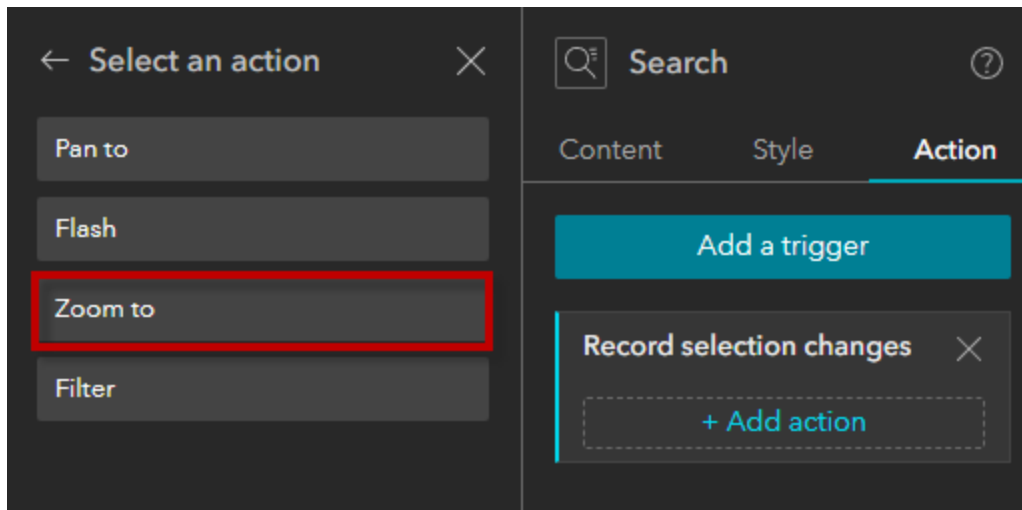 Select an action
Pan to
Flash
Zoom to
Filter
Search
Content Style Action
Add a trigger
Record selection changes
+ Add action